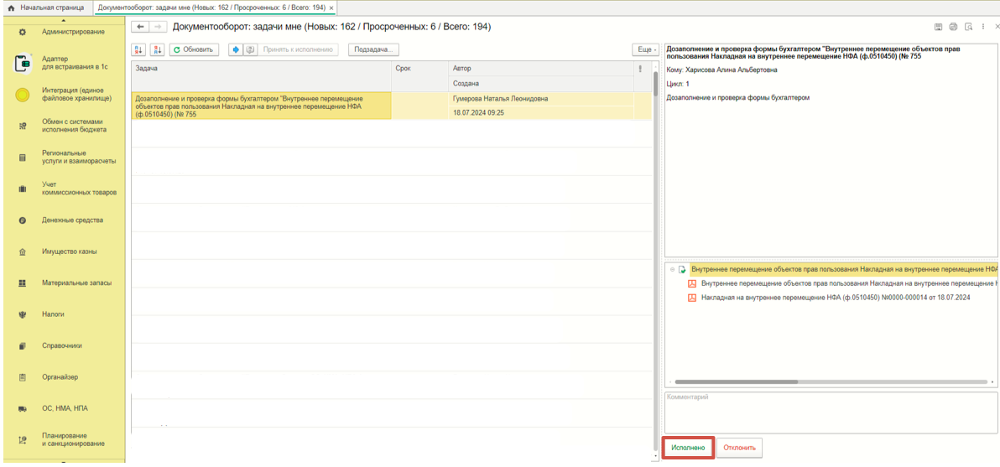 Начальная страница
Документооборот: задачи мне (Новых: 162 / Просроченных: 6 / Всего: 194) ×
Администрирование
Адаптер
для встраивания в 1с
Интеграция (единое
файловое хранилище)
Обмен с системами
исполнения бюджета
Региональные
услуги и взаиморасчеты
Учет
коммиссионных товаров
Денежные средства
Имущество казны
Материальные запасы
Налоги
Справочники
Органайзер
ОС, НМА, НПА
Планирование
и санкционирование
Документооборот: задачи мне (Новых: 162 / Просроченных: 6 / Всего: 194)
Обновить
Принять к исполнению
Подзадача...
Еще
Задача
Срок
Автор
Создана
Дозаполнение и проверка формы бухгалтером "Внутреннее перемещение
объектов прав пользования Накладная на внутреннее перемещение НФА
(ф.0510450) (№ 755
Гумерова Наталья Леонидовна
18.07.2024 09:25
Дозаполнение и проверка формы бухгалтером "Внутреннее перемещение объектов прав
пользования Накладная на внутреннее перемещение НФА (ф.0510450) (№ 755
Кому: Харисова Алина Альбертовна
Цикл: 1
Дозаполнение и проверка формы бухгалтером
Внутреннее перемещение объектов прав пользования Накладная на внутреннее перемещение НФА
Внутреннее перемещение объектов прав пользования Накладная на внутреннее перемещение
Накладная на внутреннее перемещение НФА (ф.0510450) №0000-000014 от 18.07.2024
Комментарий
Исполнено
Отклонить